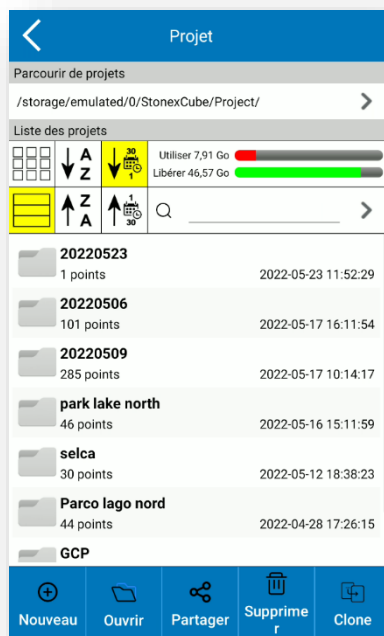 Projet
Parcourir de projets
/storage/emulated/0/StonexCube/Project/
Liste des projets
A
Z
30
1
Utiliser 7,91 Go
Libérer 46,57 Go
Z
A
1
30
20220523
1 points 2022-05-23 11:52:29
20220506
101 points 2022-05-17 16:11:54
20220509
285 points 2022-05-17 10:14:17
park lake north
46 points 2022-05-16 15:11:59
selca
30 points 2022-05-12 18:38:23
Parco lago nord
44 points 2022-04-28 17:26:15
GCP
Nouveau Ouvrir Partager Supprime
r Clone